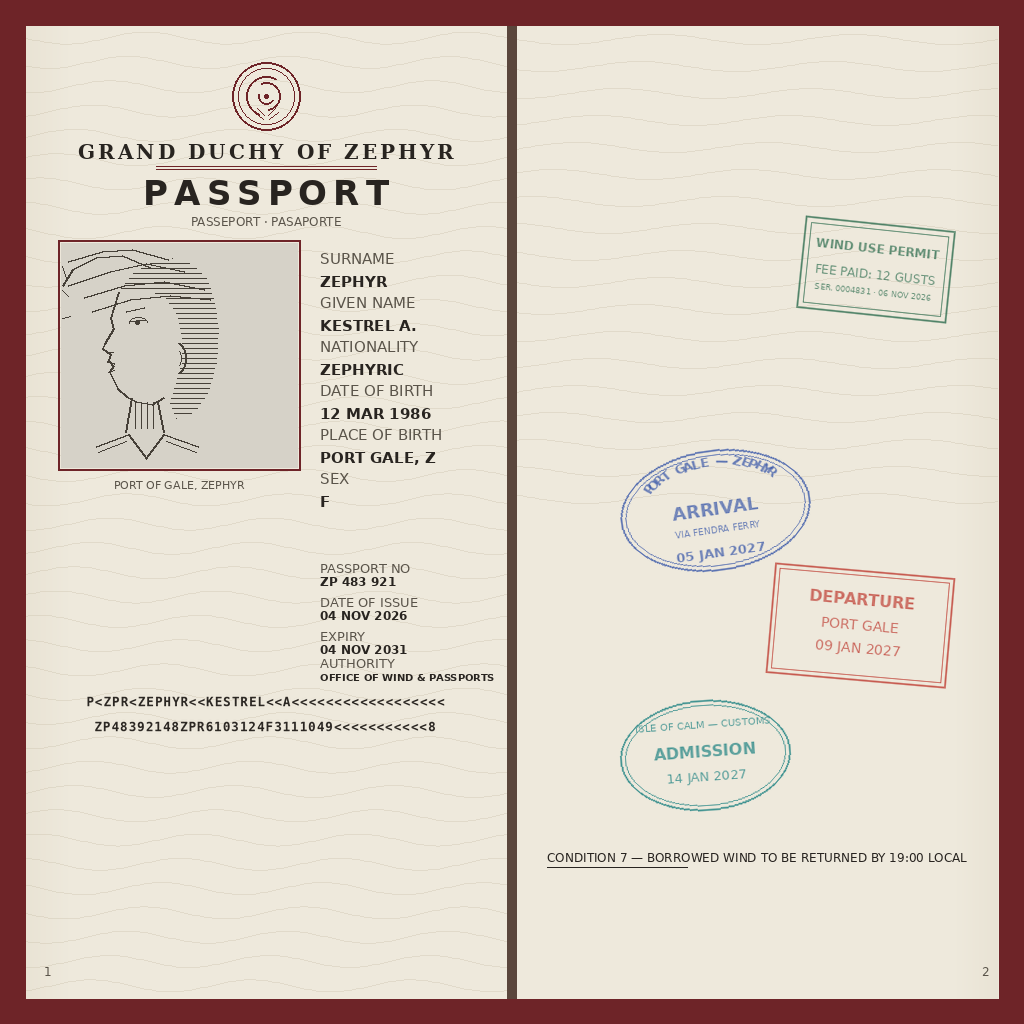 GRAND DUCHY OF ZEPHYR
PASSPORT
PASSEPORT · PASAPORTE
PORT OF GALE, ZEPHYR
SURNAME
ZEPHYR
GIVEN NAME
KESTREL A.
NATIONALITY
ZEPHYRIC
DATE OF BIRTH
12 MAR 1986
PLACE OF BIRTH
PORT GALE, Z
SEX
F
PASSPORT NO
ZP 483 921
DATE OF ISSUE
04 NOV 2026
EXPIRY
04 NOV 2031
AUTHORITY
OFFICE OF WIND & PASSPORTS
P<ZPR<ZEPHYR<<KESTREL<<A<<<<<<<<<<<<<<<<<<
ZP48392148ZPR6103124F3111049<<<<<<<<<<<8
1
WIND USE PERMIT
FEE PAID: 12 GUSTS
SER. 0004831 · 06 NOV 2026
PORT GALE — ZEPHYR
ARRIVAL
VIA FENDRA FERRY
05 JAN 2027
DEPARTURE
PORT GALE
09 JAN 2027
ISLE OF CALM — CUSTOMS
ADMISSION
14 JAN 2027
CONDITION 7 — BORROWED WIND TO BE RETURNED BY 19:00 LOCAL
2